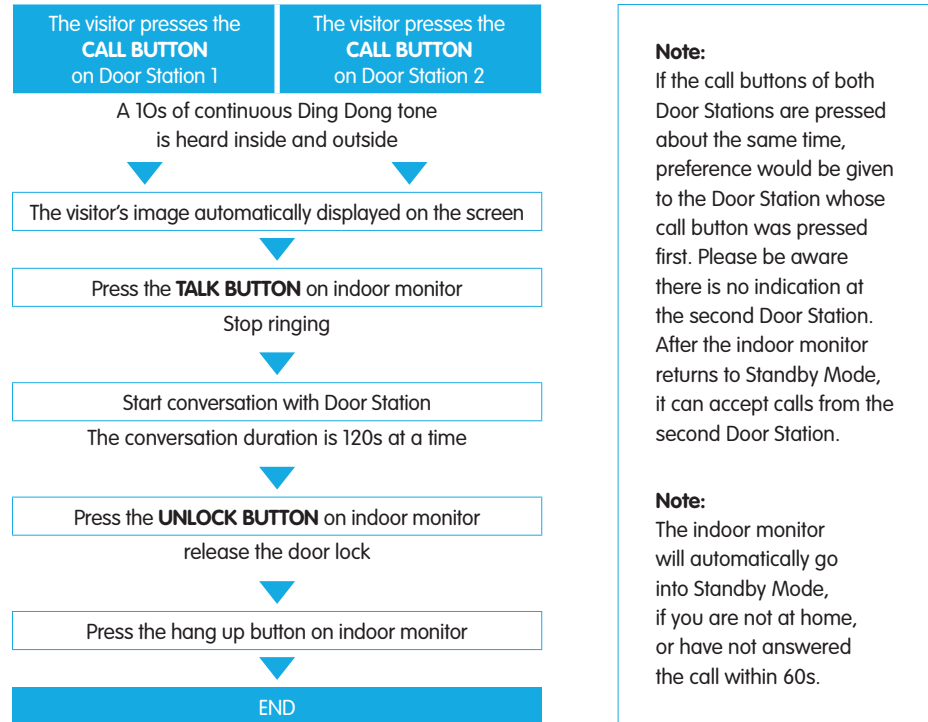 The visitor presses the
CALL BUTTON
on Door Station 1
The visitor presses the
CALL BUTTON
on Door Station 2
A 10s of continuous Ding Dong tone
is heard inside and outside
The visitor's image automatically displayed on the screen
Press the TALK BUTTON on indoor monitor
Stop ringing
Start conversation with Door Station
The conversation duration is 120s at a time
Press the UNLOCK BUTTON on indoor monitor
release the door lock
Press the hang up button on indoor monitor
END
Note:
If the call buttons of both
Door Stations are pressed
about the same time,
preference would be given
to the Door Station whose
call button was pressed
first. Please be aware
there is no indication at
the second Door Station.
After the indoor monitor
returns to Standby Mode,
it can accept calls from the
second Door Station.
Note:
The indoor monitor
will automatically go
into Standby Mode,
if you are not at home,
or have not answered
the call within 60s.